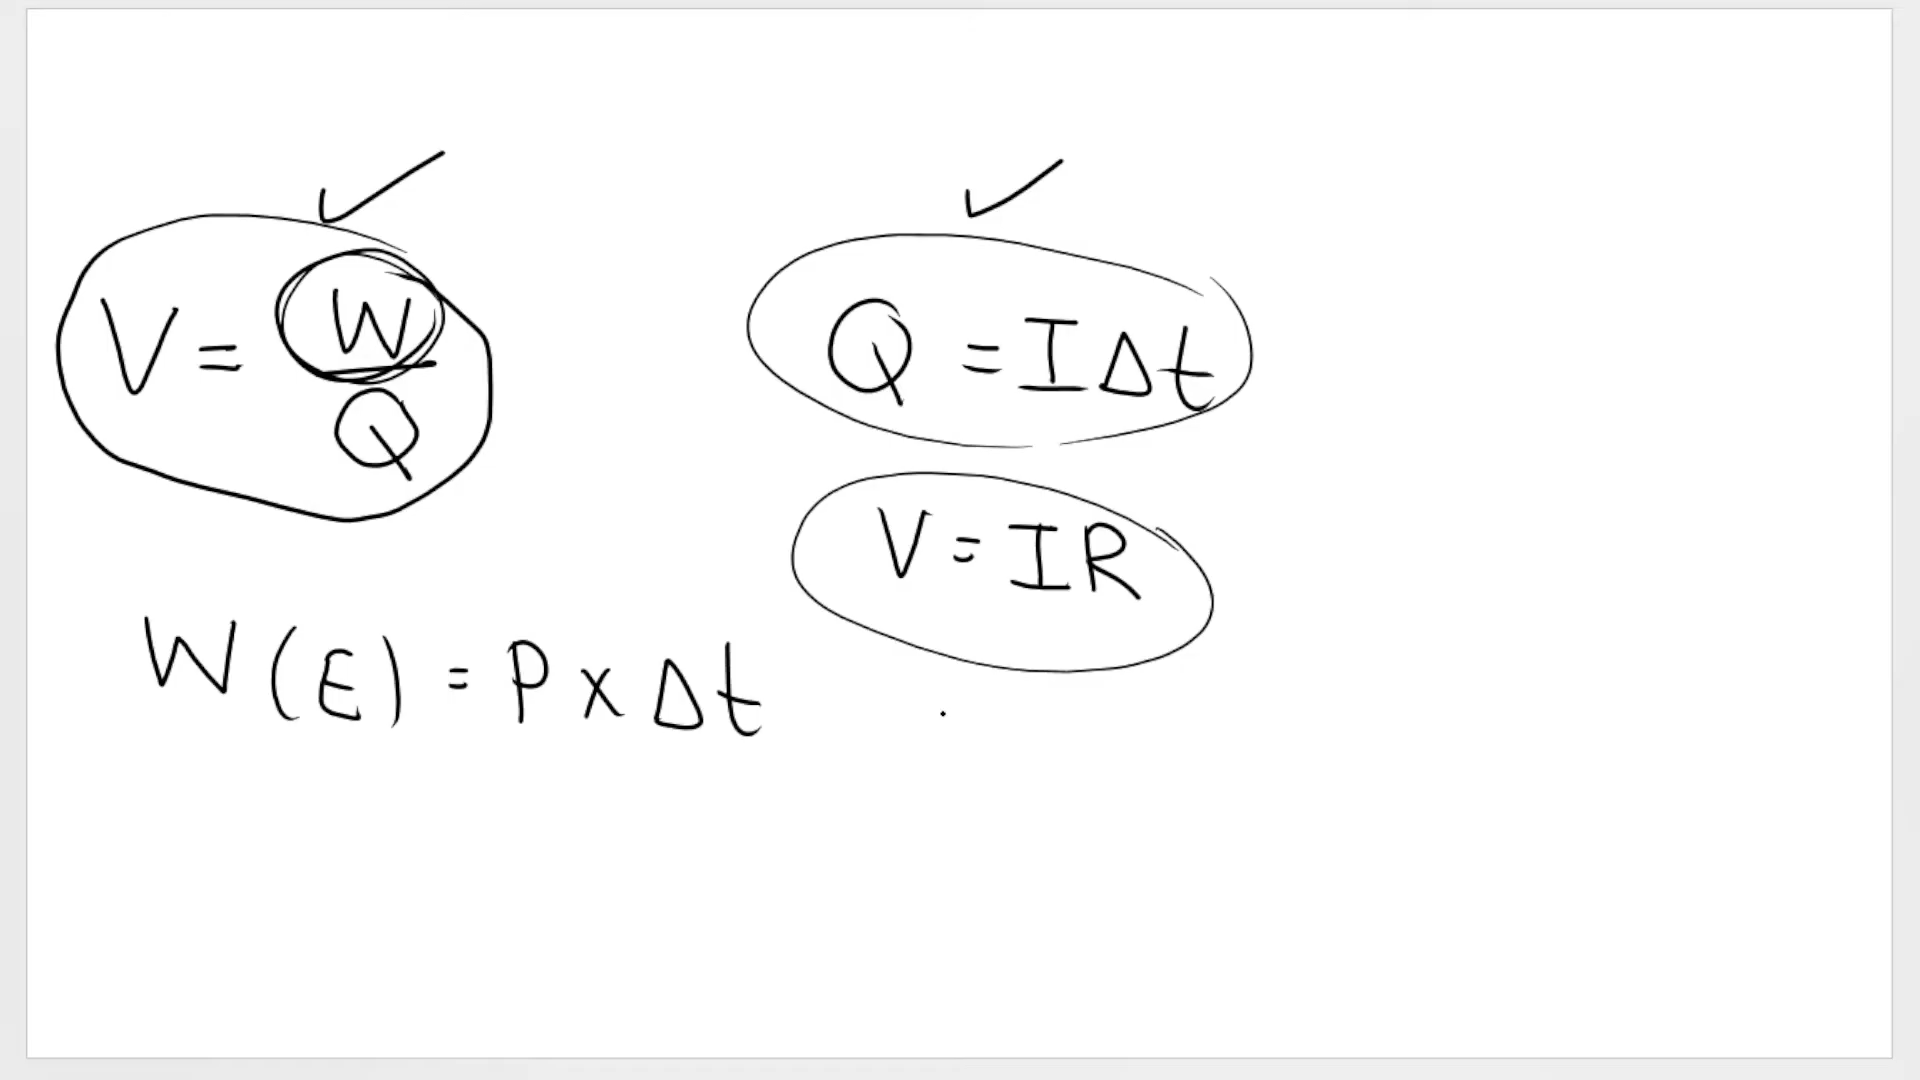 V = W/Q
Q = IΔt
V = IR
W (E) = P x Δt